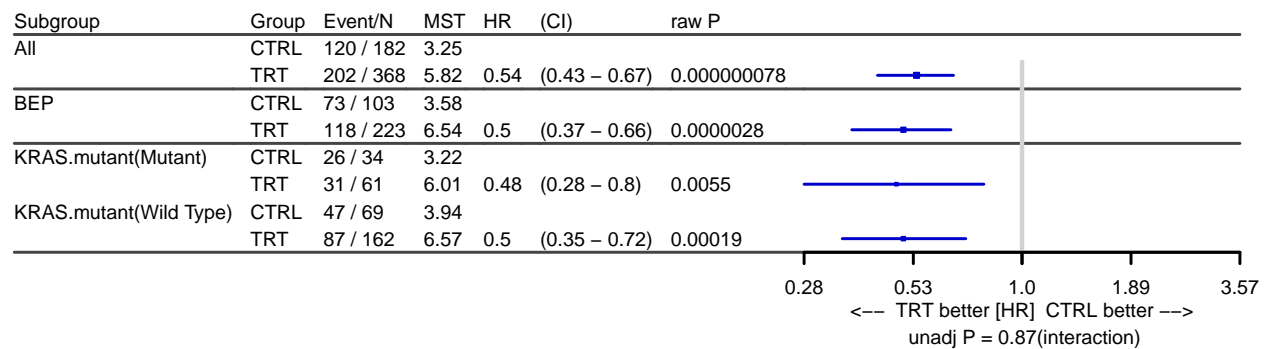 Subgroup Group Event/N MST HR (CI) raw P
All CTRL 120 / 182 3.25
TRT 202 / 368 5.82 0.54 (0.43 − 0.67) 0.000000078
BEP CTRL 73 / 103 3.58
TRT 118 / 223 6.54 0.5 (0.37 − 0.66) 0.0000028
KRAS.mutant(Mutant) CTRL 26 / 34 3.22
TRT 31 / 61 6.01 0.48 (0.28 − 0.8) 0.0055
KRAS.mutant(Wild Type) CTRL 47 / 69 3.94
TRT 87 / 162 6.57 0.5 (0.35 − 0.72) 0.00019
0.28 0.53 1.0 1.89 3.57
<−− TRT better [HR] CTRL better −−>
unadj P = 0.87(interaction)